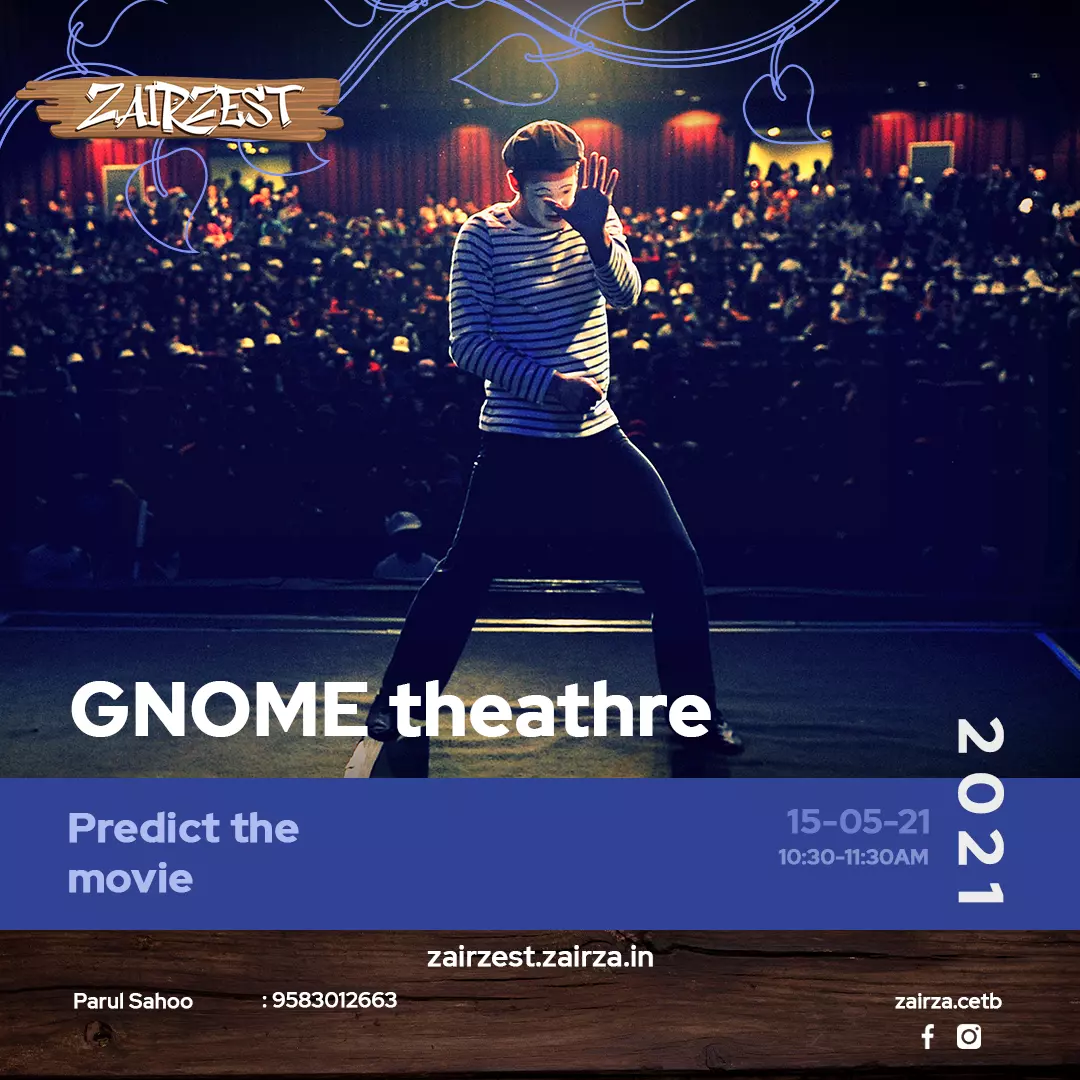 ZAIRZEST
GNOME theathre
Predict the
movie
15-05-21
10:30-11:30AM
2021
zairzest.zairza.in
Parul Sahoo : 9583012663
zairza.cetb